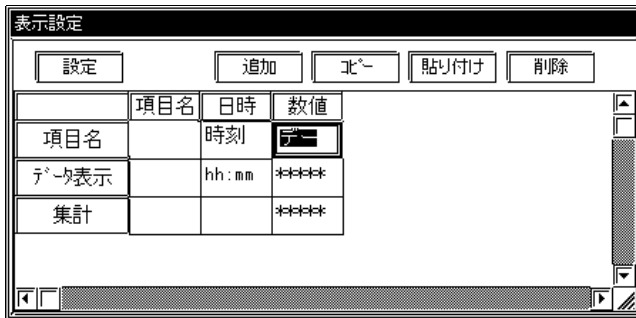 表示設定
設定 追加 ｺﾋﾟｰ 貼り付け 削除
項目名 日時 数値
項目名 時刻 デー
ﾃﾞｰﾀ表示 hh:mm *****
集計 *****